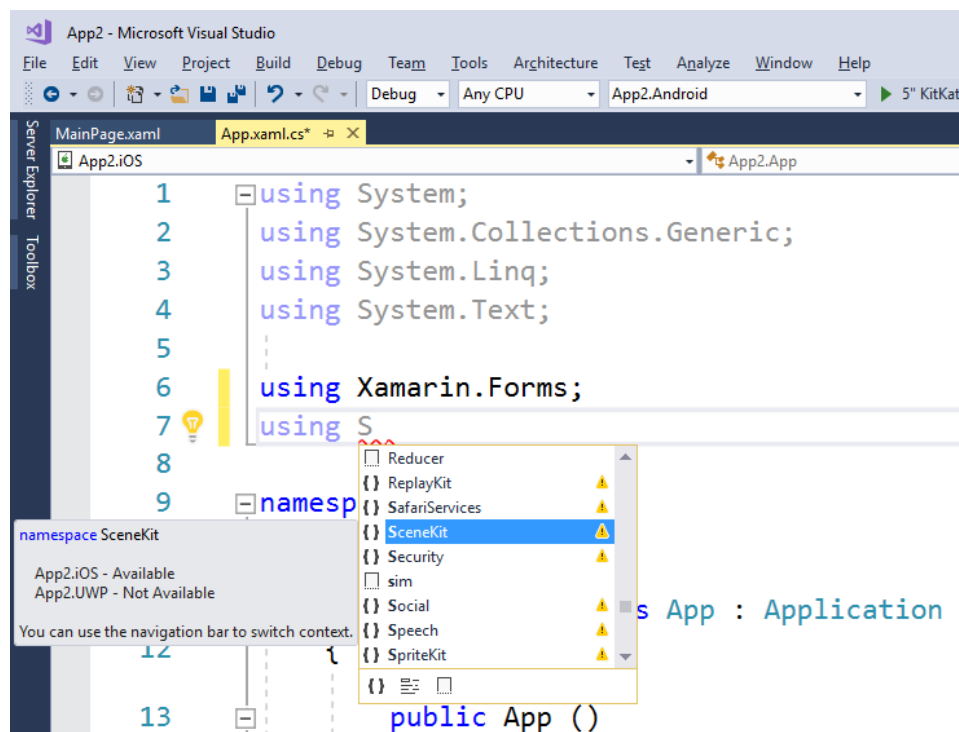 App2 - Microsoft Visual Studio
File Edit View Project Build Debug Team Tools Architecture Test Analyze Window Help
Debug Any CPU App2.Android 5" KitKat
Server Explorer
Toolbox
MainPage.xaml App.xaml.cs*
App2.iOS App2.App
1 using System;
2 using System.Collections.Generic;
3 using System.Linq;
4 using System.Text;
5
6 using Xamarin.Forms;
7 using S
8
Reducer
{} ReplayKit
9 namesp {} SafariServices
{} SceneKit
{} Security
sim
{} Social
{} Speech
{} SpriteKit
{}
namespace SceneKit
App2.iOS - Available
App2.UWP - Not Available
You can use the navigation bar to switch context.
s App : Application
12 {
13 public App ()